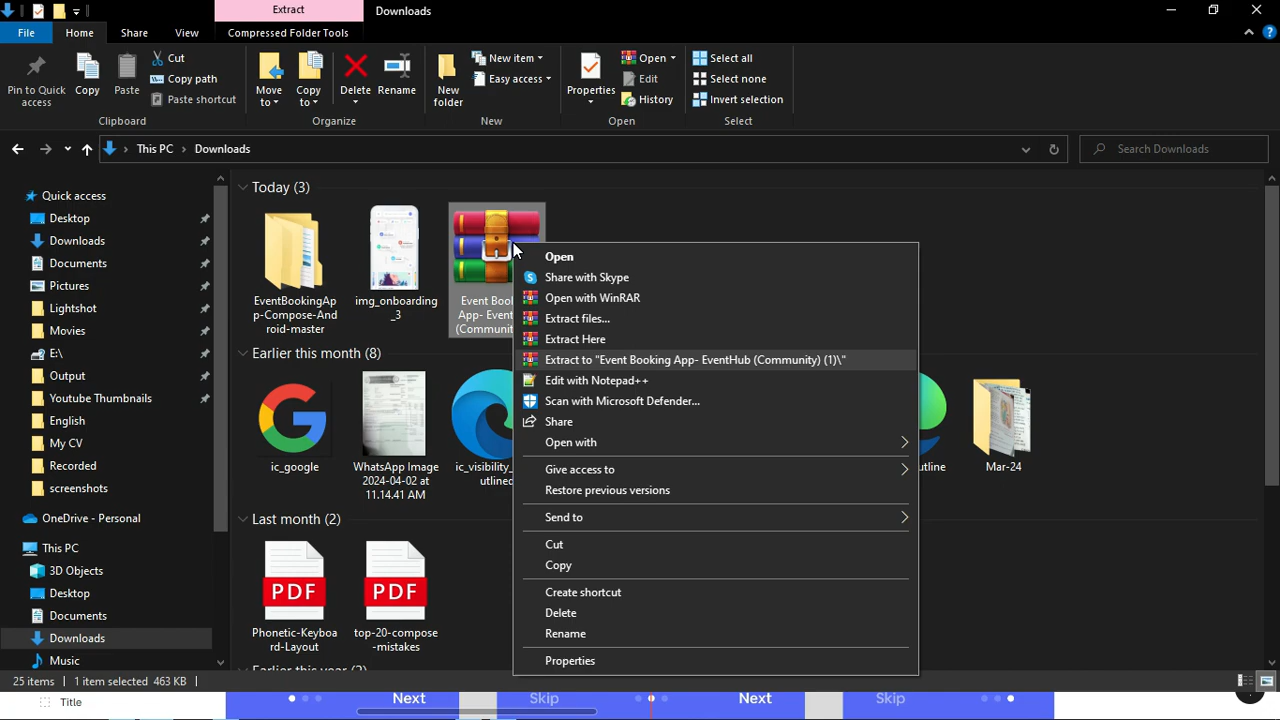 Extract
Downloads
File
Home
Share
View
Compressed Folder Tools
Pin to Quick access
Copy
Paste
Cut
Copy path
Paste shortcut
Clipboard
Move to
Copy to
Delete
Rename
Organize
New folder
New item
Easy access
New
Properties
Open
Edit
History
Open
Select all
Select none
Invert selection
Select
This PC
Downloads
Search Downloads
Quick access
Desktop
Downloads
Documents
Pictures
Lightshot
Movies
E:\
Output
Youtube Thumbnails
English
My CV
Recorded
screenshots
OneDrive - Personal
This PC
3D Objects
Desktop
Documents
Downloads
Music
Today (3)
EventBookingAp
p-Compose-And
roid-master
img_onboarding
_3
Event Boo
App- Event
(Communit
Earlier this month (8)
ic_google
WhatsApp Image
2024-04-02 at
11.14.41 AM
ic_visibility_
utlined
utline
Mar-24
Last month (2)
Phonetic-Keyboa
rd-Layout
top-20-compose
-mistakes
PDF
PDF
Open
Share with Skype
Open with WinRAR
Extract files...
Extract Here
Extract to "Event Booking App- EventHub (Community) (1)\"
Edit with Notepad++
Scan with Microsoft Defender...
Share
Open with
Give access to
Restore previous versions
Send to
Cut
Copy
Create shortcut
Delete
Rename
Properties
25 items
1 item selected 463 KB
Title
Next
Skip
Next
Skip